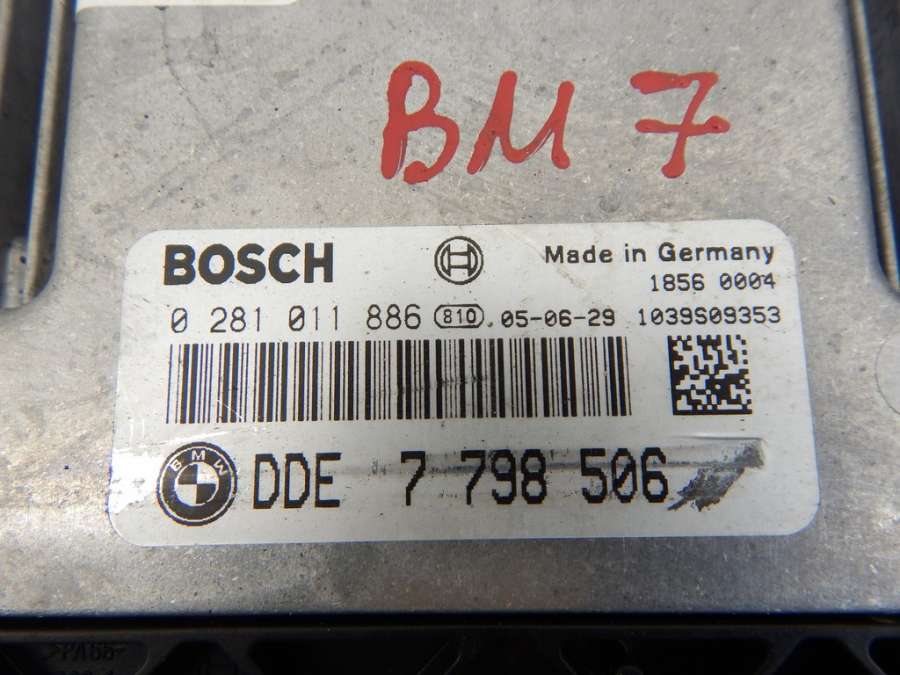 BM 7
BOSCH
Made in Germany
1856 0004
0 281 011 886 810 05-06-29 1039S09353
BMW
DDE 7 798 506